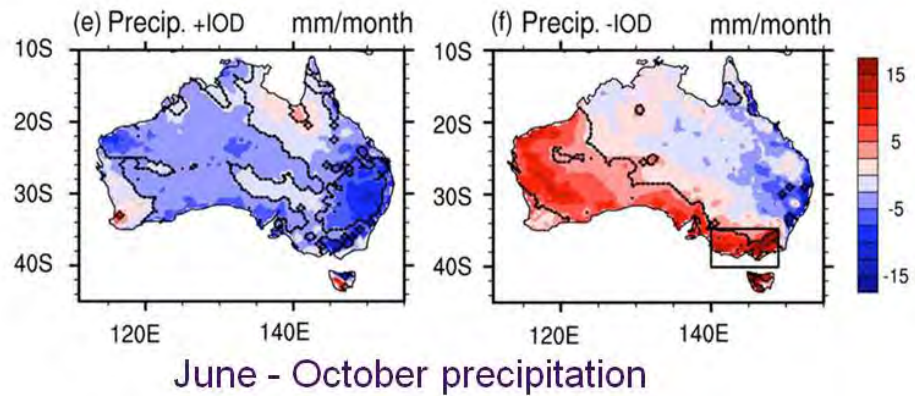 (e) Precip. +IOD mm/month (f) Precip. -IOD mm/month
10S 10S
15
20S 20S
5
30S 30S
-5
40S 40S
-15
120E 140E 120E 140E
June - October precipitation